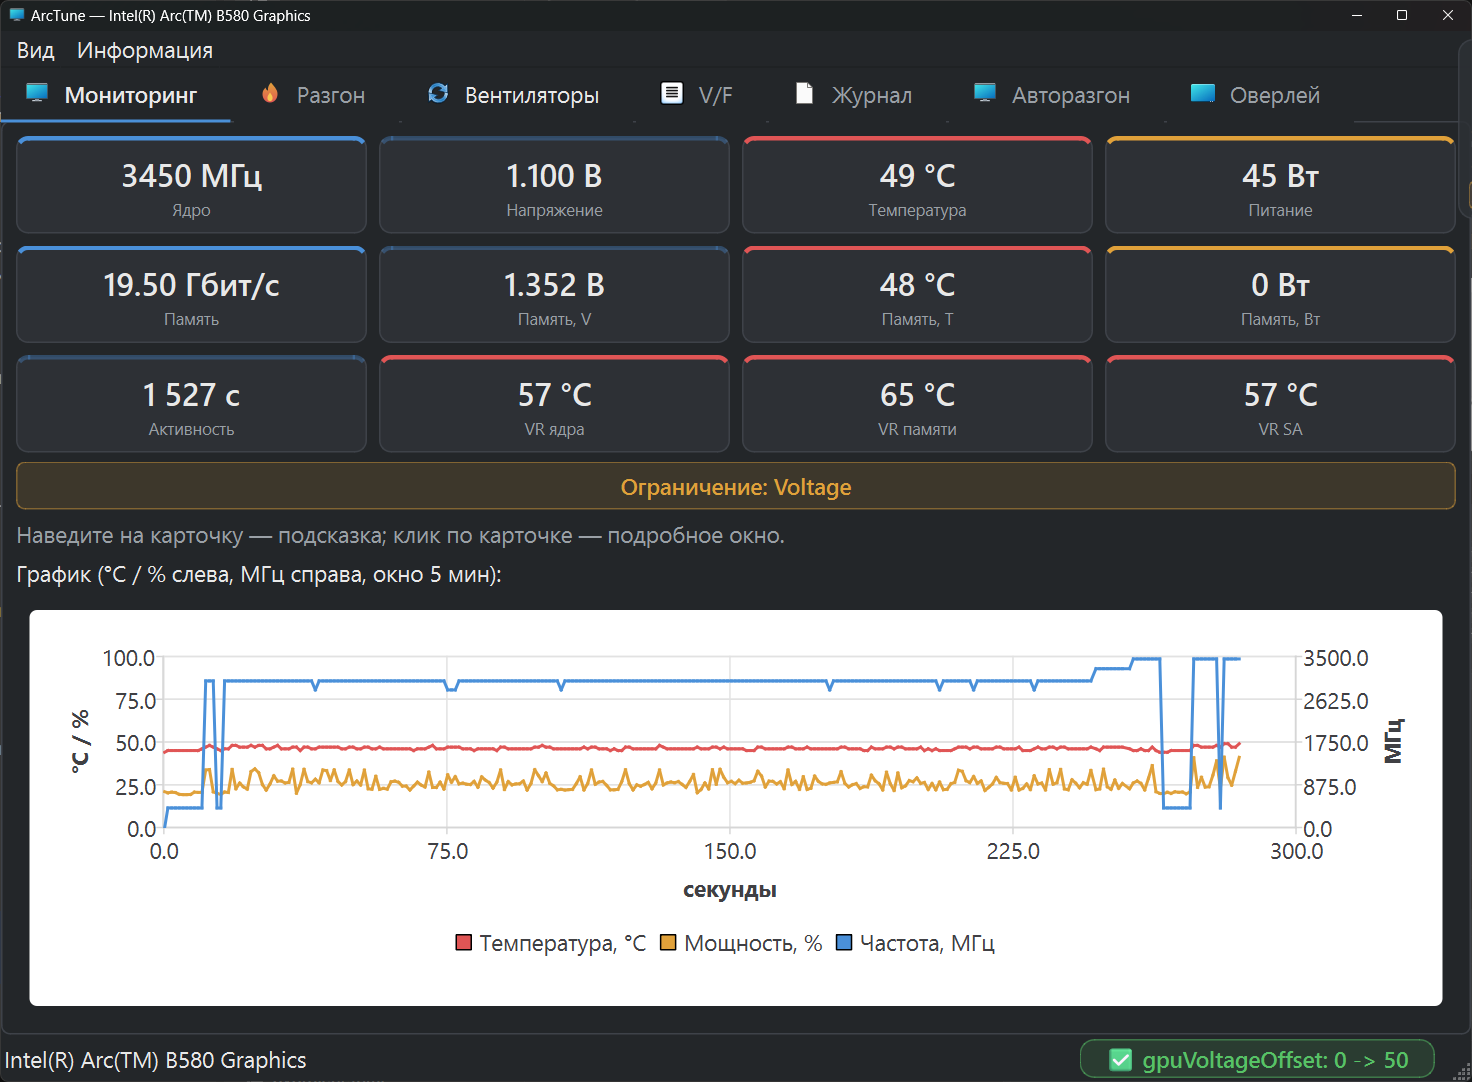 ArcTune — Intel(R) Arc(TM) B580 Graphics
Вид Информация
Мониторинг Разгон Вентиляторы V/F Журнал Авторазгон Оверлей
3450 МГц 1.100 В 49 °C 45 Вт
Ядро Напряжение Температура Питание
19.50 Гбит/с 1.352 В 48 °C 0 Вт
Память Память, V Память, T Память, Вт
1 527 с 57 °C 65 °C 57 °C
Активность VR ядра VR памяти VR SA
Ограничение: Voltage
Наведите на карточку — подсказка; клик по карточке — подробное окно.
График (°C / % слева, МГц справа, окно 5 мин):
100.0 3500.0
75.0 2625.0
50.0 1750.0
25.0 875.0
0.0 0.0
°C / %
МГц
0.0 75.0 150.0 225.0 300.0
секунды
Температура, °C Мощность, % Частота, МГц
Intel(R) Arc(TM) B580 Graphics gpuVoltageOffset: 0 -> 50